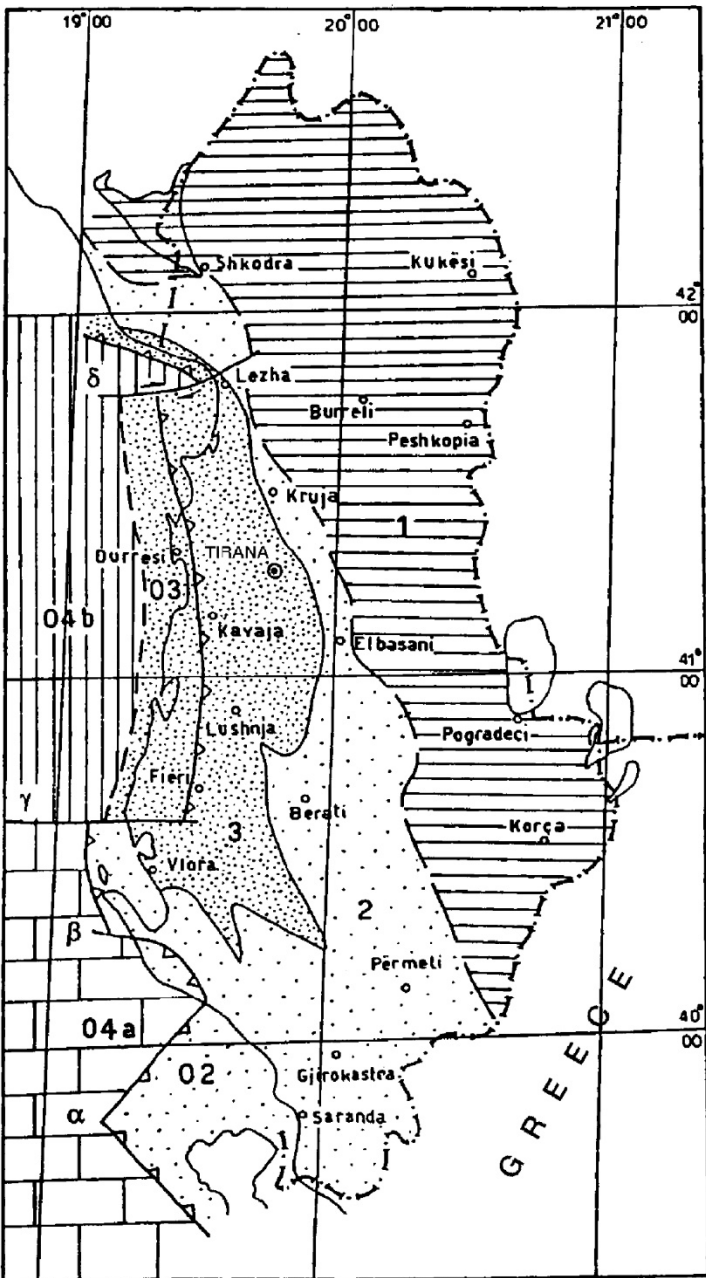 19°00 20°00 21°00
Shkodra
Kukësi
42°
00
δ
Lezha
Burreli
Peshkopia
Kruja
1
Durresi
TIRANA
03
04b
Kavaja
Elbasani
41°
00
Lushnja
Pogradeci
Fieri
γ
Berati
3
Korça
Vlora
2
β
Përmeti
04a
40°
00
02
Gjirokastra
α
Saranda
GREECE